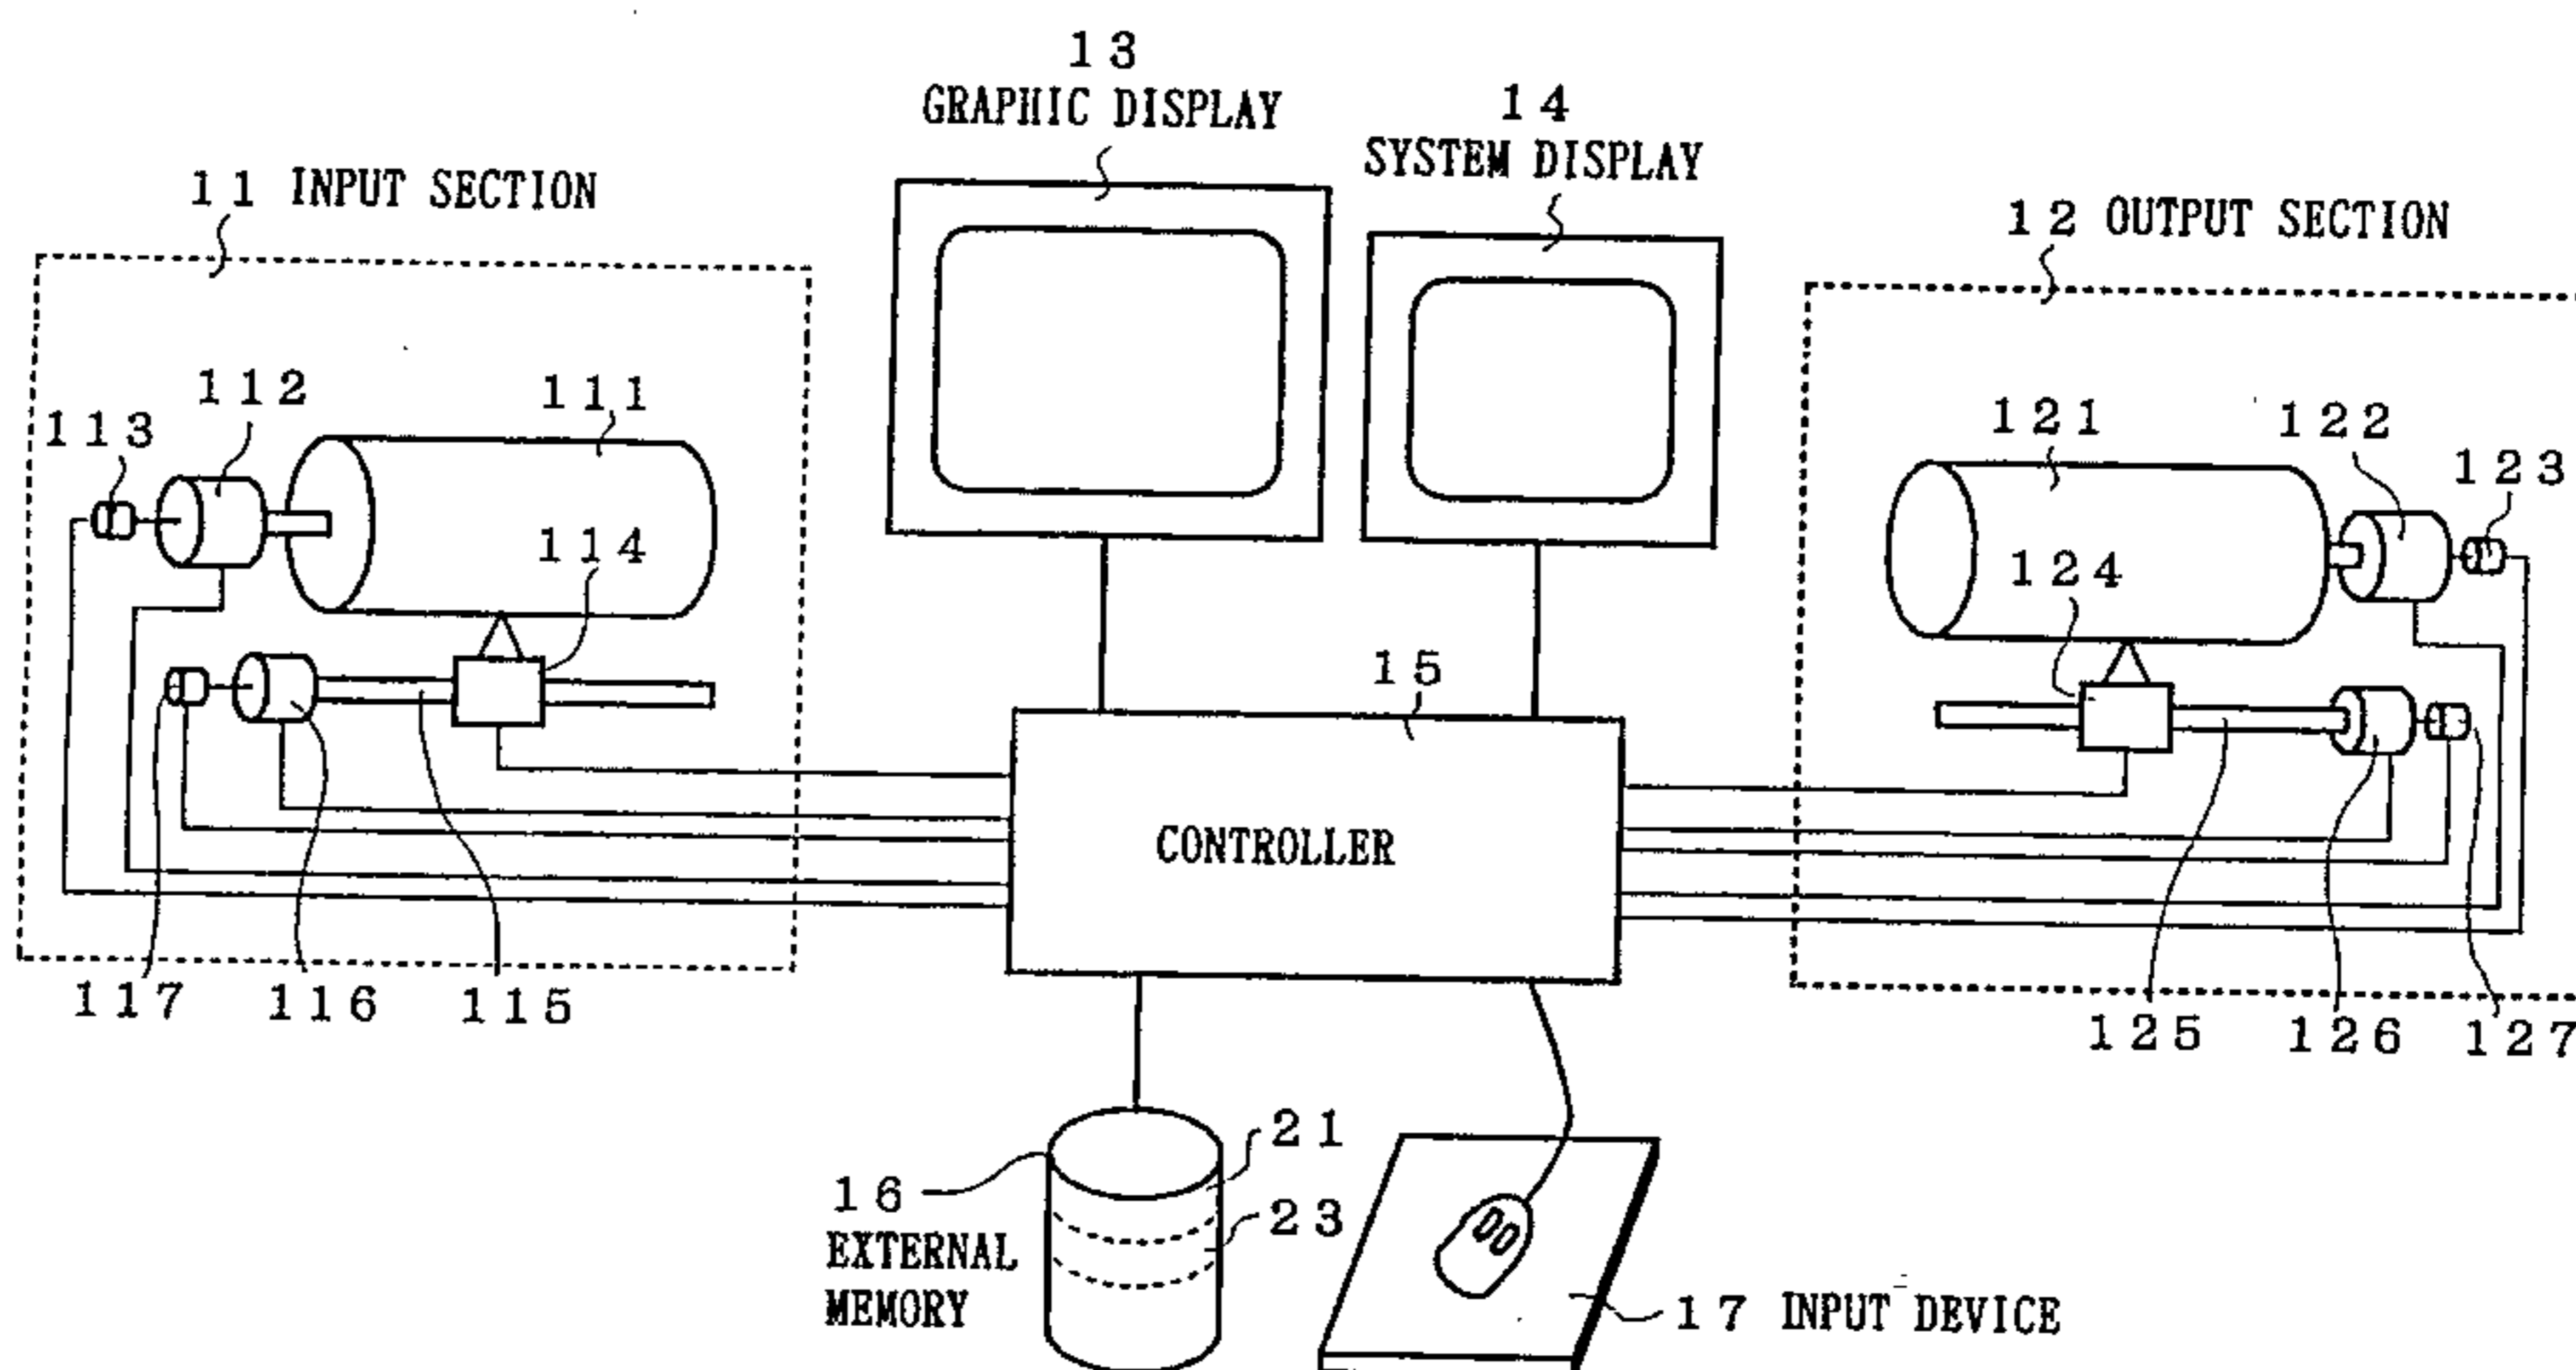 13
GRAPHIC DISPLAY
14
SYSTEM DISPLAY
11 INPUT SECTION
12 OUTPUT SECTION
112
111
113
114
121
122
123
124
15
CONTROLLER
117
116
115
125
126
127
21
16
23
EXTERNAL
MEMORY
17 INPUT DEVICE